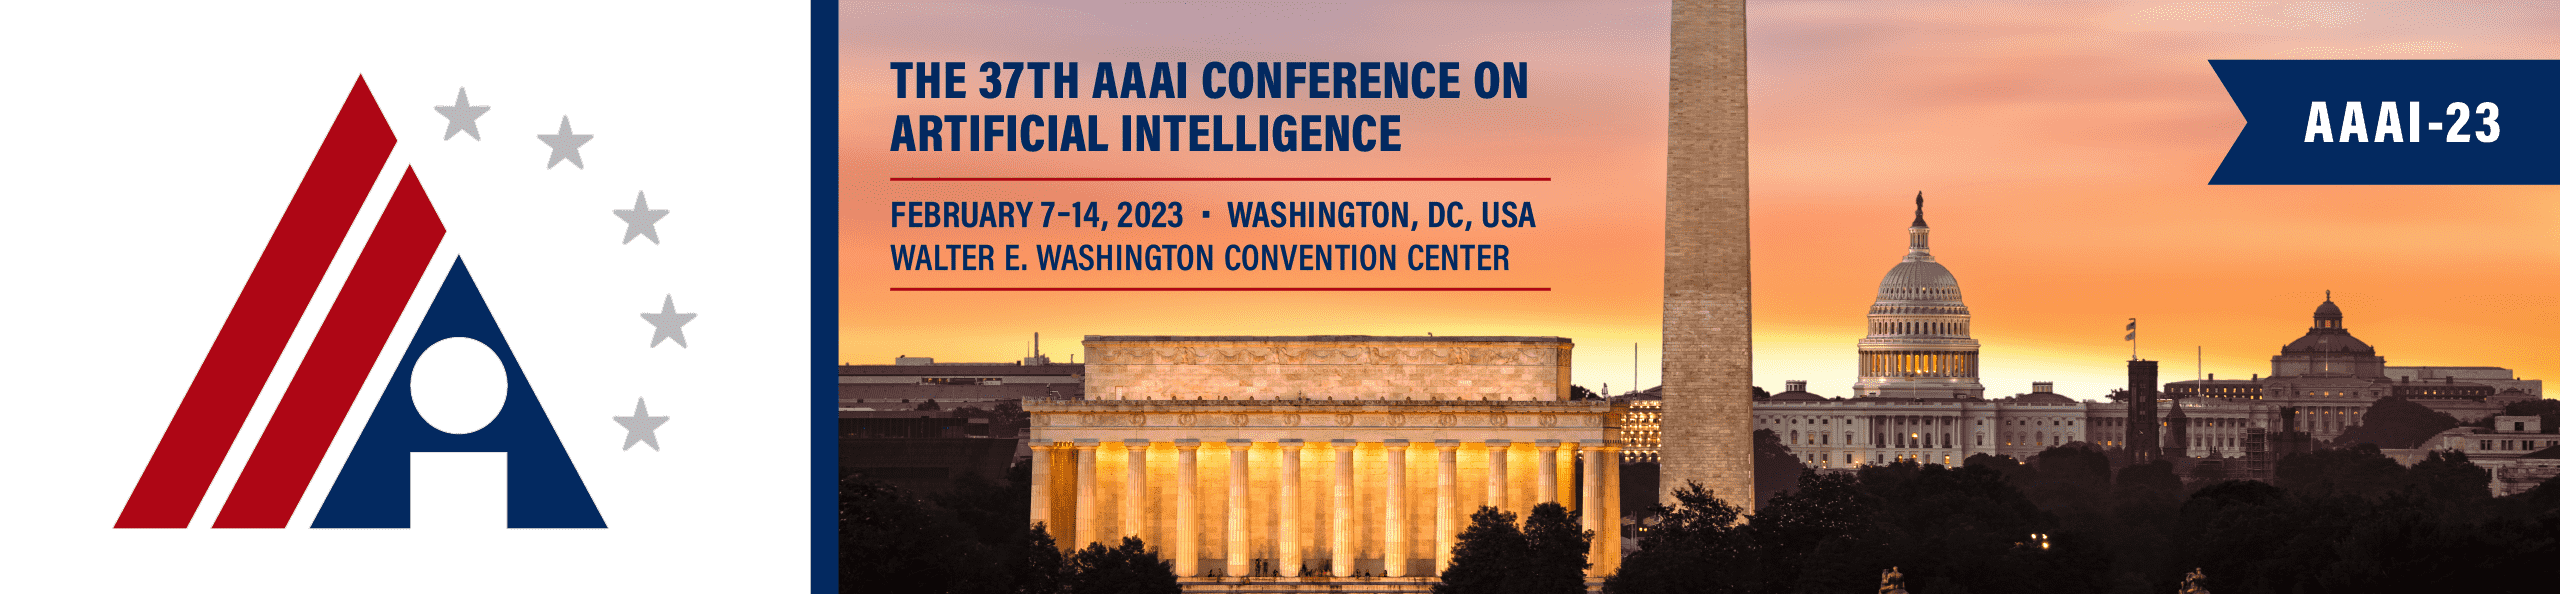 THE 37TH AAAI CONFERENCE ON
ARTIFICIAL INTELLIGENCE
FEBRUARY 7-14, 2023 ▪ WASHINGTON, DC, USA
WALTER E. WASHINGTON CONVENTION CENTER
AAAI-23